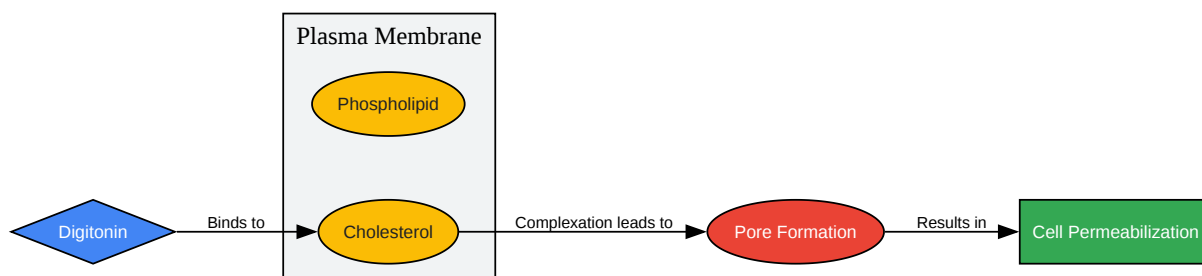 Plasma Membrane
Phospholipid
Digitonin
Binds to
Cholesterol
Complexation leads to
Pore Formation
Results in
Cell Permeabilization